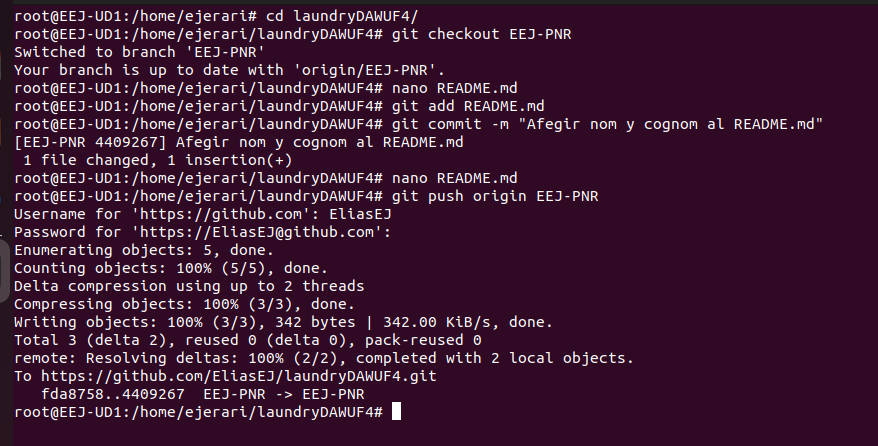 root@EEJ-UD1:/home/ejerari# cd laundryDAWUF4/
root@EEJ-UD1:/home/ejerari/laundryDAWUF4# git checkout EEJ-PNR
Switched to branch 'EEJ-PNR'
Your branch is up to date with 'origin/EEJ-PNR'.
root@EEJ-UD1:/home/ejerari/laundryDAWUF4# nano README.md
root@EEJ-UD1:/home/ejerari/laundryDAWUF4# git add README.md
root@EEJ-UD1:/home/ejerari/laundryDAWUF4# git commit -m "Afegir nom y cognom al README.md"
[EEJ-PNR 4409267] Afegir nom y cognom al README.md
 1 file changed, 1 insertion(+)
root@EEJ-UD1:/home/ejerari/laundryDAWUF4# nano README.md
root@EEJ-UD1:/home/ejerari/laundryDAWUF4# git push origin EEJ-PNR
Username for 'https://github.com': EliasEJ
Password for 'https://EliasEJ@github.com':
Enumerating objects: 5, done.
Counting objects: 100% (5/5), done.
Delta compression using up to 2 threads
Compressing objects: 100% (3/3), done.
Writing objects: 100% (3/3), 342 bytes | 342.00 KiB/s, done.
Total 3 (delta 2), reused 0 (delta 0), pack-reused 0
remote: Resolving deltas: 100% (2/2), completed with 2 local objects.
To https://github.com/EliasEJ/laundryDAWUF4.git
   fda8758..4409267  EEJ-PNR -> EEJ-PNR
root@EEJ-UD1:/home/ejerari/laundryDAWUF4#